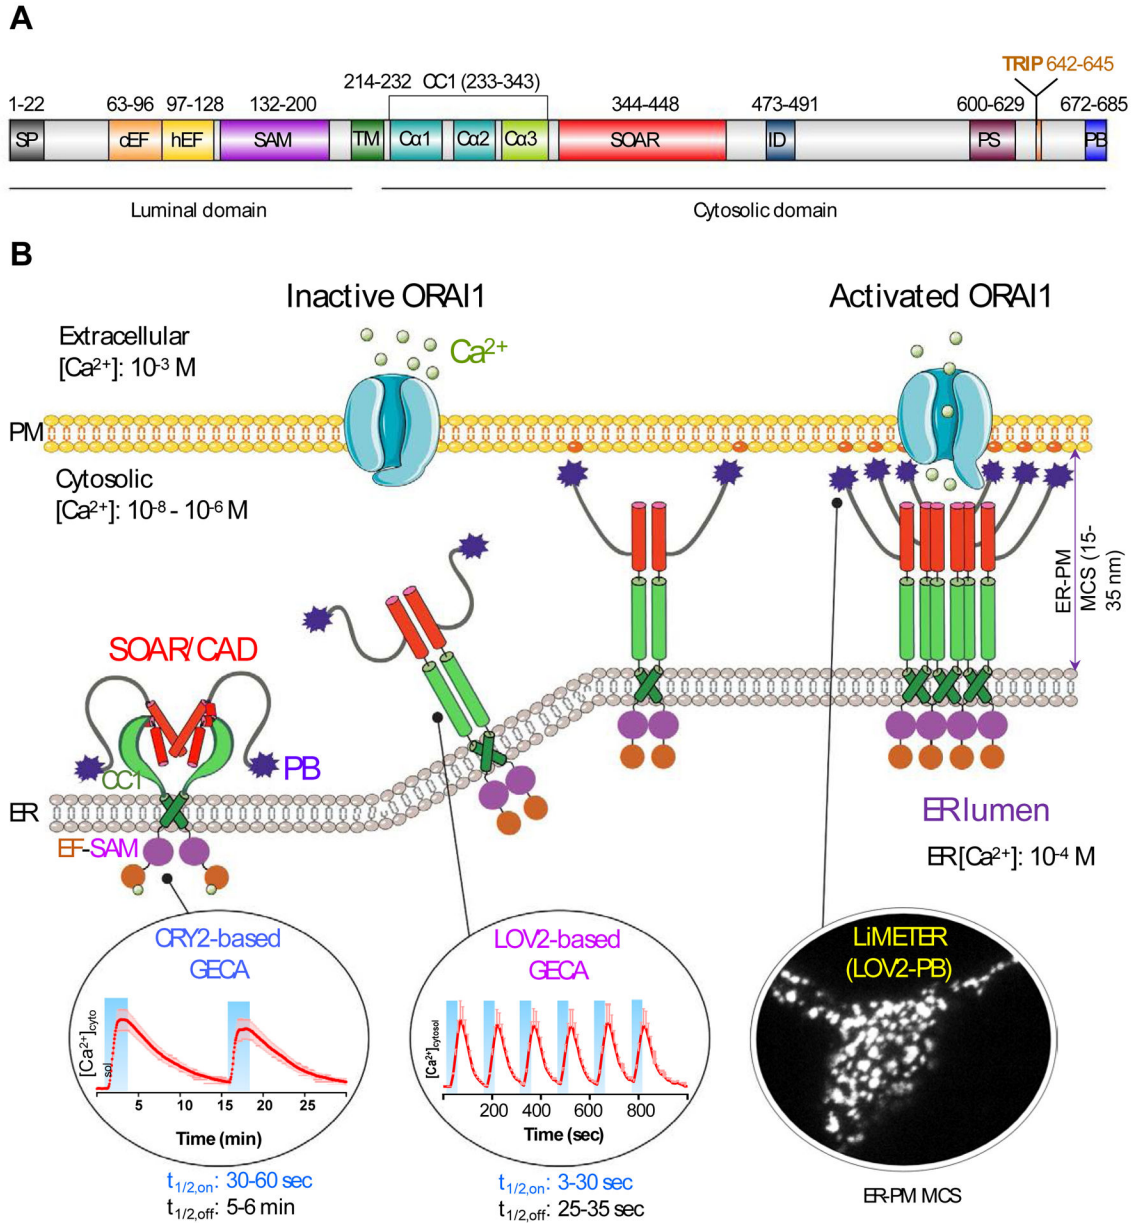 A
TRIP 642-645
214-232 CC1 (233-343)
1-22 63-96 97-128 132-200 344-448 473-491 600-629 672-685
SP cEF hEF SAM TM Cα1 Cα2 Cα3 SOAR ID PS PB
Luminal domain Cytosolic domain
B
Inactive ORAI1 Activated ORAI1
Extracellular
[Ca²⁺]: 10⁻³ M
Ca²⁺
PM
Cytosolic
[Ca²⁺]: 10⁻⁸ - 10⁻⁶ M
ER-PM
MCS (15-
35 nm)
SOAR/CAD
CC1
PB
ER
EF-SAM
ER lumen
ER [Ca²⁺]: 10⁻⁴ M
CRY2-based
GECA
[Ca²⁺]cyto
sol
5 10 15 20 25
Time (min)
t1/2,on: 30-60 sec
t1/2,off: 5-6 min
LOV2-based
GECA
[Ca²⁺]cytosol
200 400 600 800
Time (sec)
t1/2,on: 3-30 sec
t1/2,off: 25-35 sec
LiMETER
(LOV2-PB)
ER-PM MCS